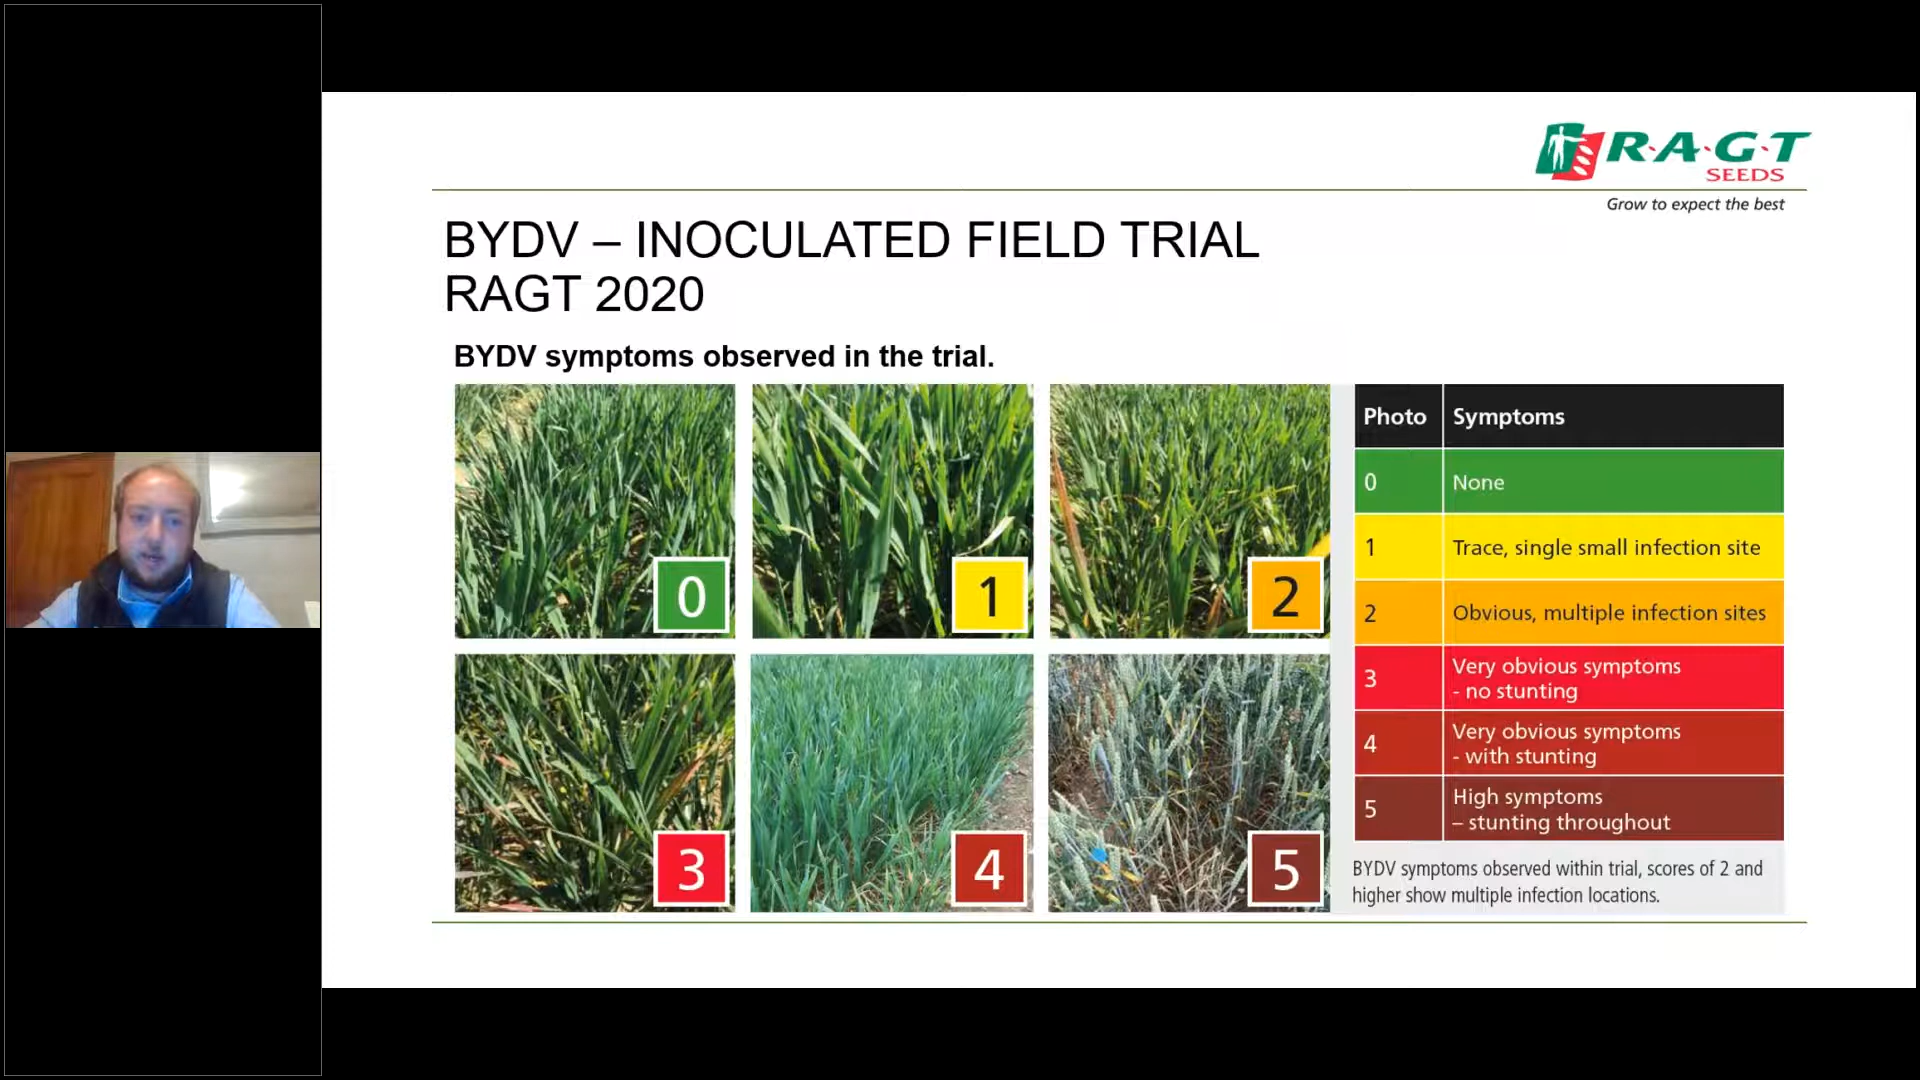 R·A·G·T
SEEDS
Grow to expect the best
BYDV – INOCULATED FIELD TRIAL
RAGT 2020
BYDV symptoms observed in the trial.
0
1
2
3
4
5
Photo Symptoms
0 None
1 Trace, single small infection site
2 Obvious, multiple infection sites
3 Very obvious symptoms
- no stunting
4 Very obvious symptoms
- with stunting
5 High symptoms
– stunting throughout
BYDV symptoms observed within trial, scores of 2 and
higher show multiple infection locations.